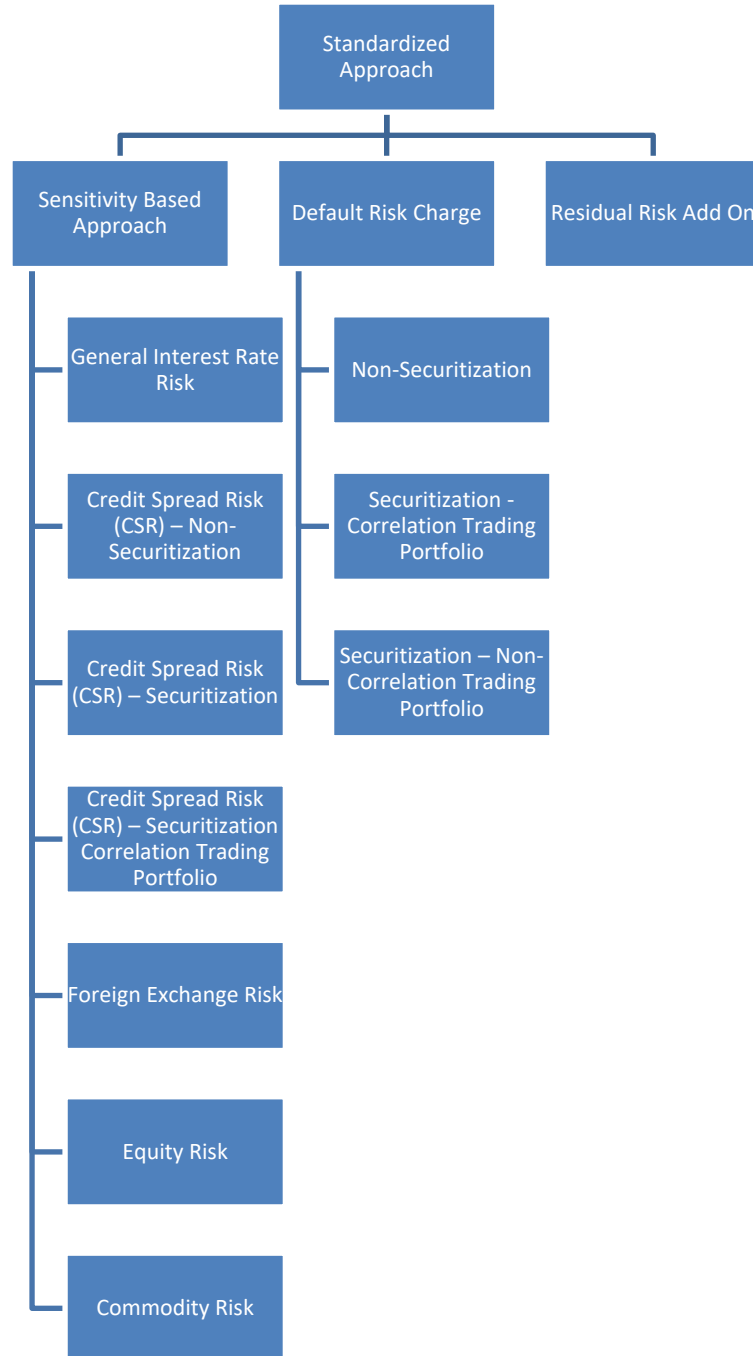 Standardized
Approach
Sensitivity Based
Approach
Default Risk Charge
Residual Risk Add On
General Interest Rate
Risk
Non-Securitization
Credit Spread Risk
(CSR) – Non-
Securitization
Securitization -
Correlation Trading
Portfolio
Credit Spread Risk
(CSR) – Securitization
Securitization – Non-
Correlation Trading
Portfolio
Credit Spread Risk
(CSR) – Securitization
Correlation Trading
Portfolio
Foreign Exchange Risk
Equity Risk
Commodity Risk